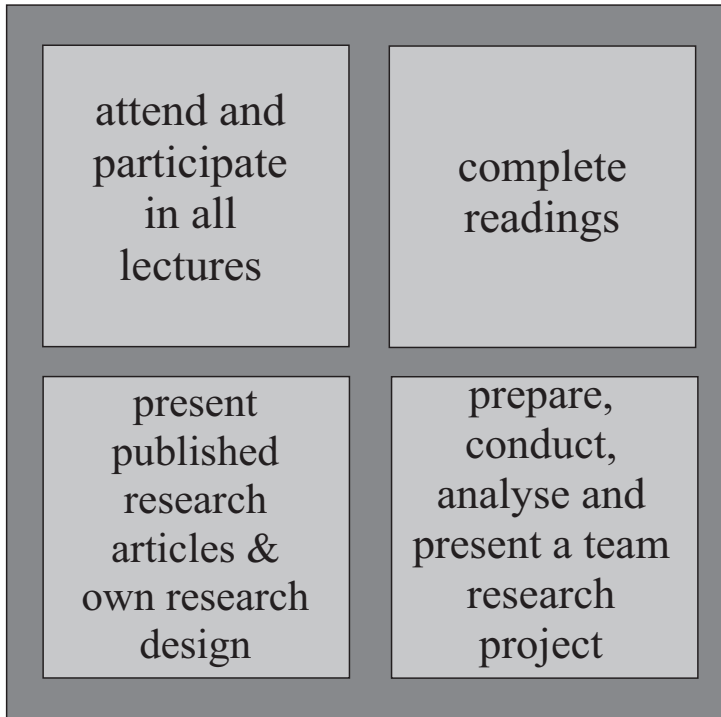 attend and
participate
in all
lectures
complete
readings
present
published
research
articles &
own research
design
prepare,
conduct,
analyse and
present a team
research
project